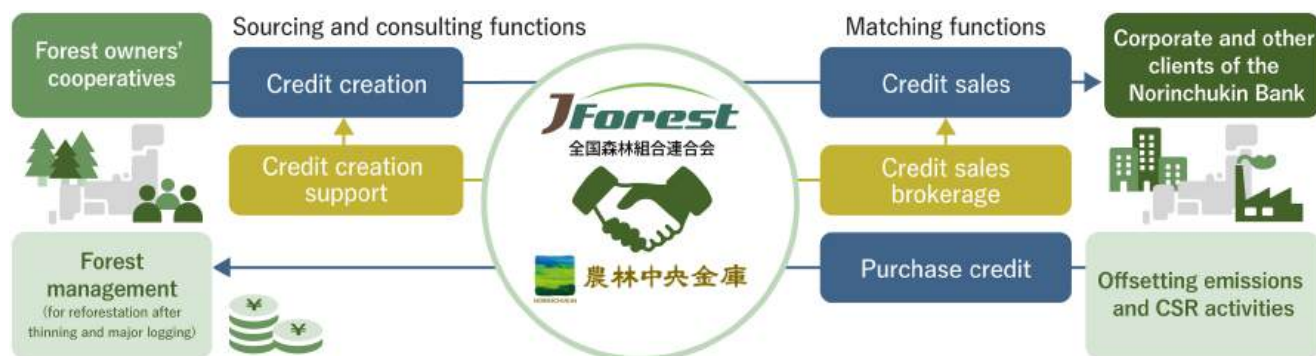 Sourcing and consulting functions
Matching functions
Forest owners’
cooperatives
Credit creation
Credit sales
Corporate and other
clients of the
Norinchukin Bank
JForest
全国森林組合連合会
Credit creation
support
Credit sales
brokerage
農林中央金庫
NORINCHUKIN
Forest
management
(for reforestation after
thinning and major logging)
¥
¥
Purchase credit
Offsetting emissions
and CSR activities